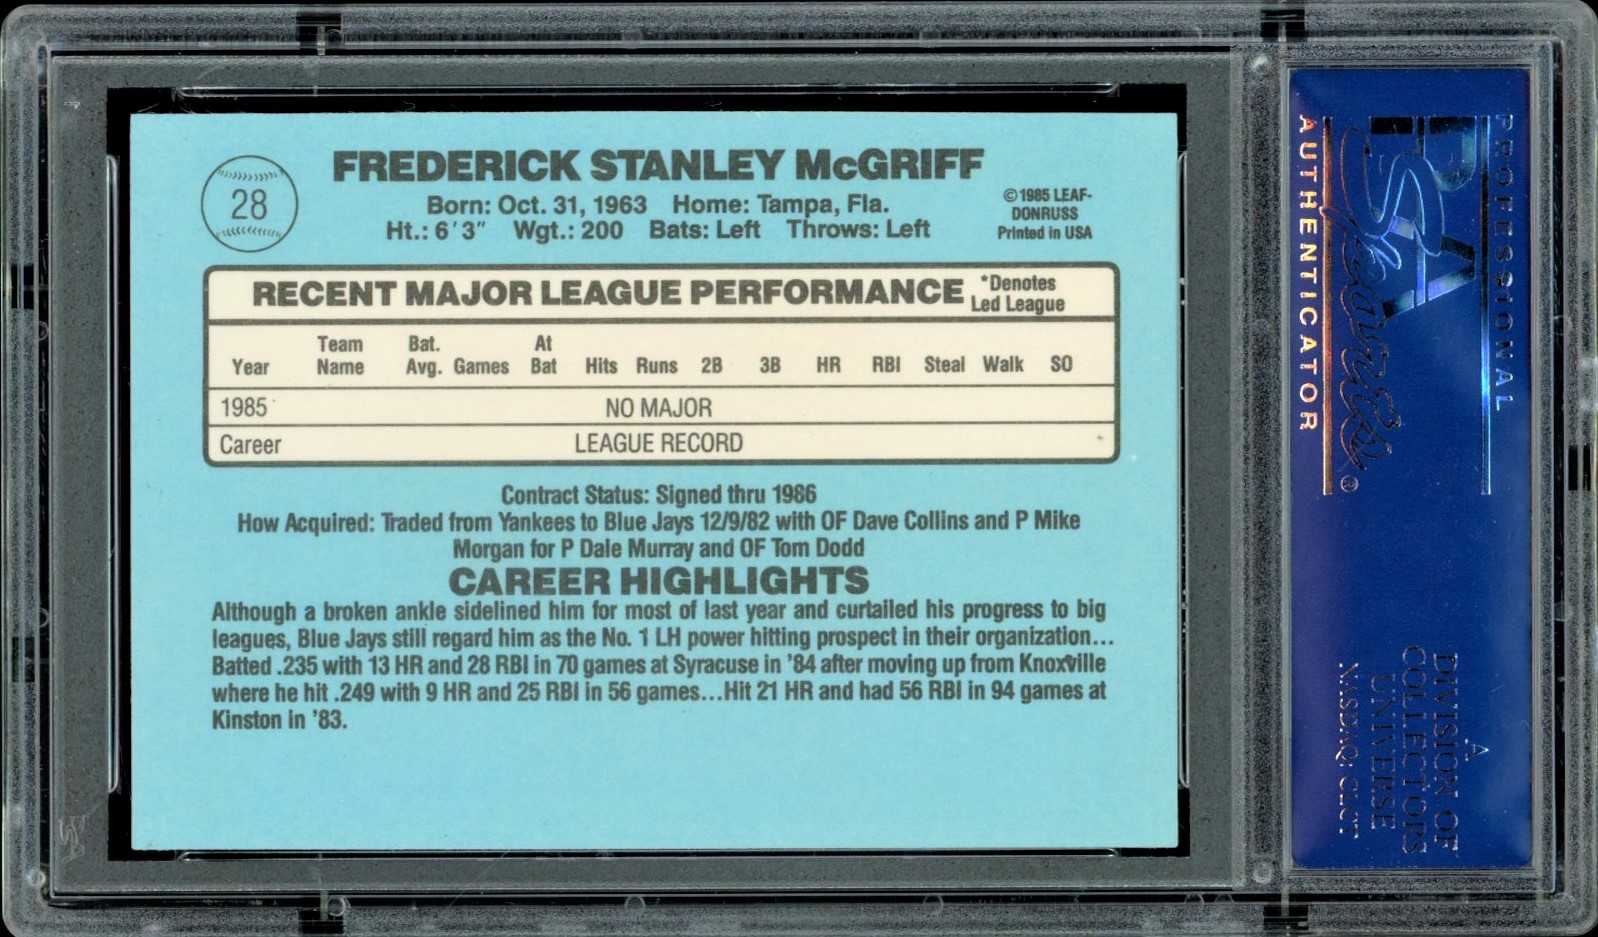 28
FREDERICK STANLEY McGRIFF
Born: Oct. 31, 1963 Home: Tampa, Fla.
Ht.: 6'3" Wgt.: 200 Bats: Left Throws: Left
©1985 LEAF-
DONRUSS
Printed in USA
RECENT MAJOR LEAGUE PERFORMANCE
*Denotes
Led League
Year Team Name Bat. Avg. Games At Bat Hits Runs 2B 3B HR RBI Steal Walk SO
1985 NO MAJOR
Career LEAGUE RECORD
Contract Status: Signed thru 1986
How Acquired: Traded from Yankees to Blue Jays 12/9/82 with OF Dave Collins and P Mike
Morgan for P Dale Murray and OF Tom Dodd
CAREER HIGHLIGHTS
Although a broken ankle sidelined him for most of last year and curtailed his progress to big
leagues, Blue Jays still regard him as the No. 1 LH power hitting prospect in their organization...
Batted .235 with 13 HR and 28 RBI in 70 games at Syracuse in '84 after moving up from Knoxville
where he hit .249 with 9 HR and 25 RBI in 56 games...Hit 21 HR and had 56 RBI in 94 games at
Kinston in '83.
PROFESSIONAL
PSA
AUTHENTICATOR
®
A
DIVISION OF
COLLECTORS
UNIVERSE
NASDAQ: CLCT